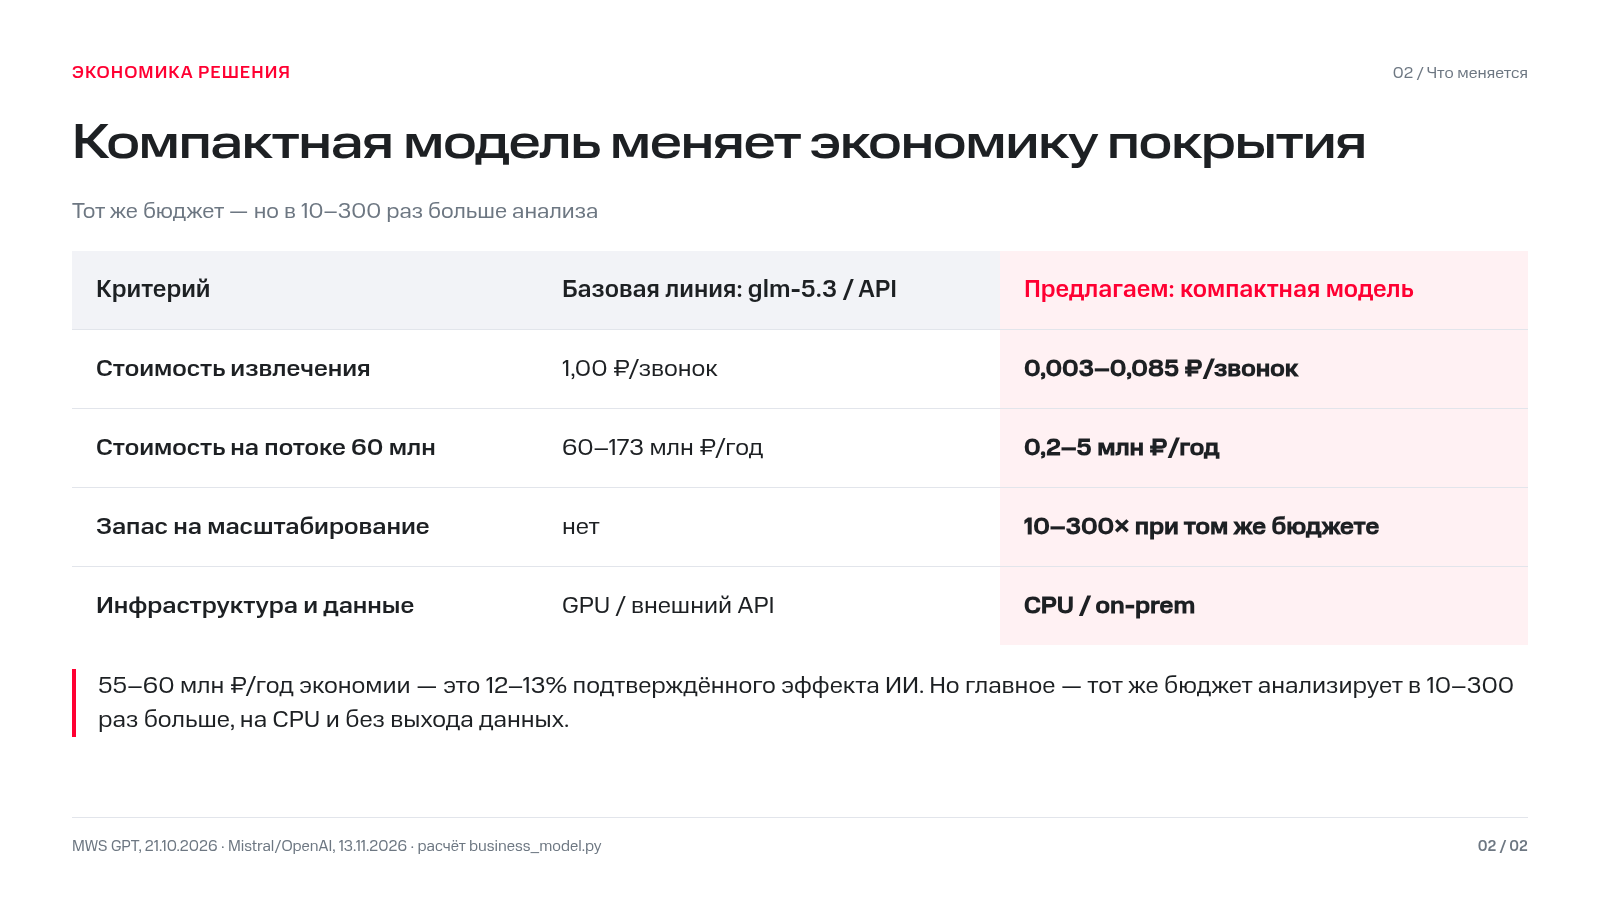 ЭКОНОМИКА РЕШЕНИЯ
02 / Что меняется
Компактная модель меняет экономику покрытия
Тот же бюджет — но в 10–300 раз больше анализа
Критерий
Базовая линия: glm-5.3 / API
Предлагаем: компактная модель
Стоимость извлечения
1,00 ₽/звонок
0,003–0,085 ₽/звонок
Стоимость на потоке 60 млн
60–173 млн ₽/год
0,2–5 млн ₽/год
Запас на масштабирование
нет
10–300× при том же бюджете
Инфраструктура и данные
GPU / внешний API
CPU / on-prem
55–60 млн ₽/год экономии — это 12–13% подтверждённого эффекта ИИ. Но главное — тот же бюджет анализирует в 10–300
раз больше, на CPU и без выхода данных.
MWS GPT, 21.10.2026 · Mistral/OpenAI, 13.11.2026 · расчёт business_model.py
02 / 02